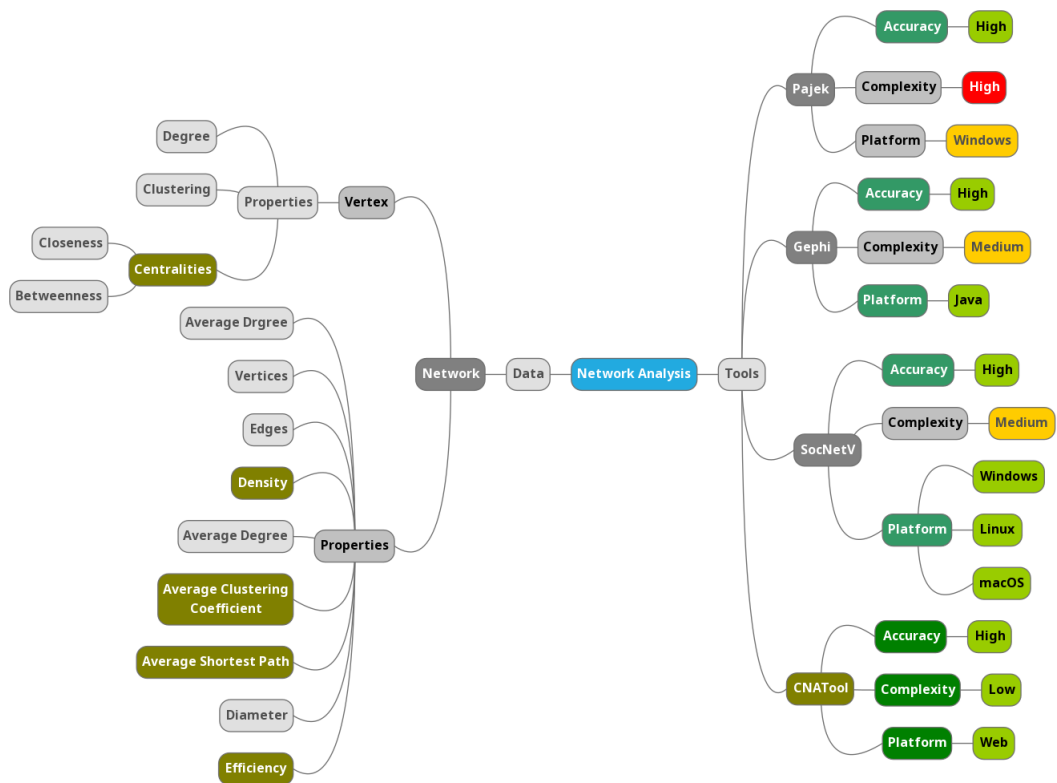 Network Analysis
Data
Network
Vertex
Properties
Degree
Clustering
Centralities
Closeness
Betweenness
Properties
Average Drgree
Vertices
Edges
Density
Average Degree
Average Clustering
Coefficient
Average Shortest Path
Diameter
Efficiency
Tools
Pajek
Accuracy
High
Complexity
High
Platform
Windows
Gephi
Accuracy
High
Complexity
Medium
Platform
Java
SocNetV
Accuracy
High
Complexity
Medium
Platform
Windows
Linux
macOS
CNATool
Accuracy
High
Complexity
Low
Platform
Web